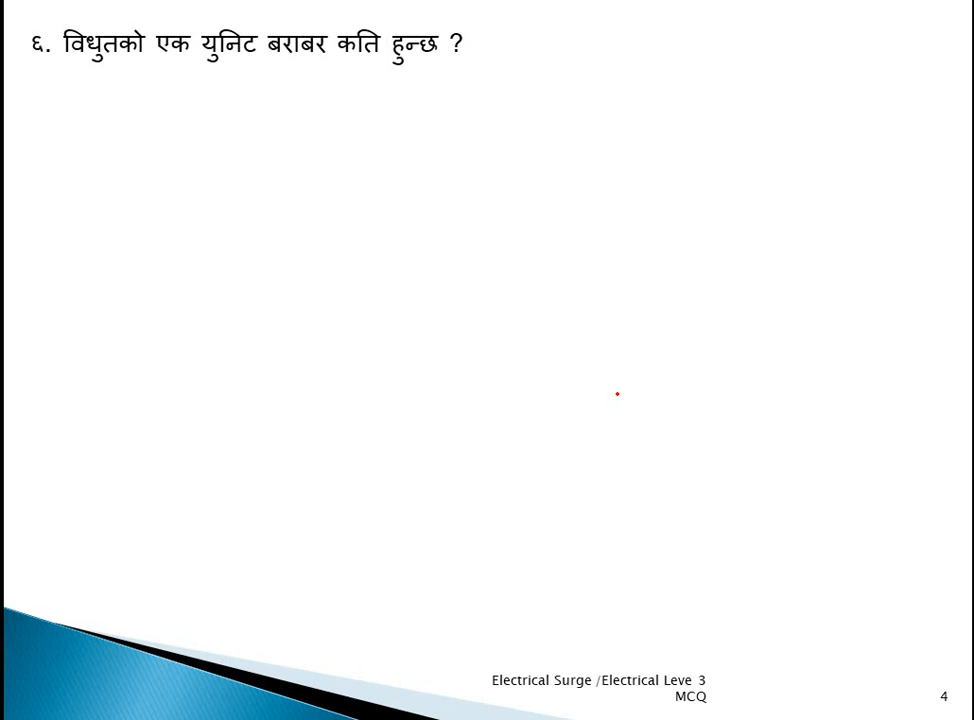 ६. विधुतको एक युनिट बराबर कति हुन्छ ?
Electrical Surge /Electrical Leve 3
MCQ
4